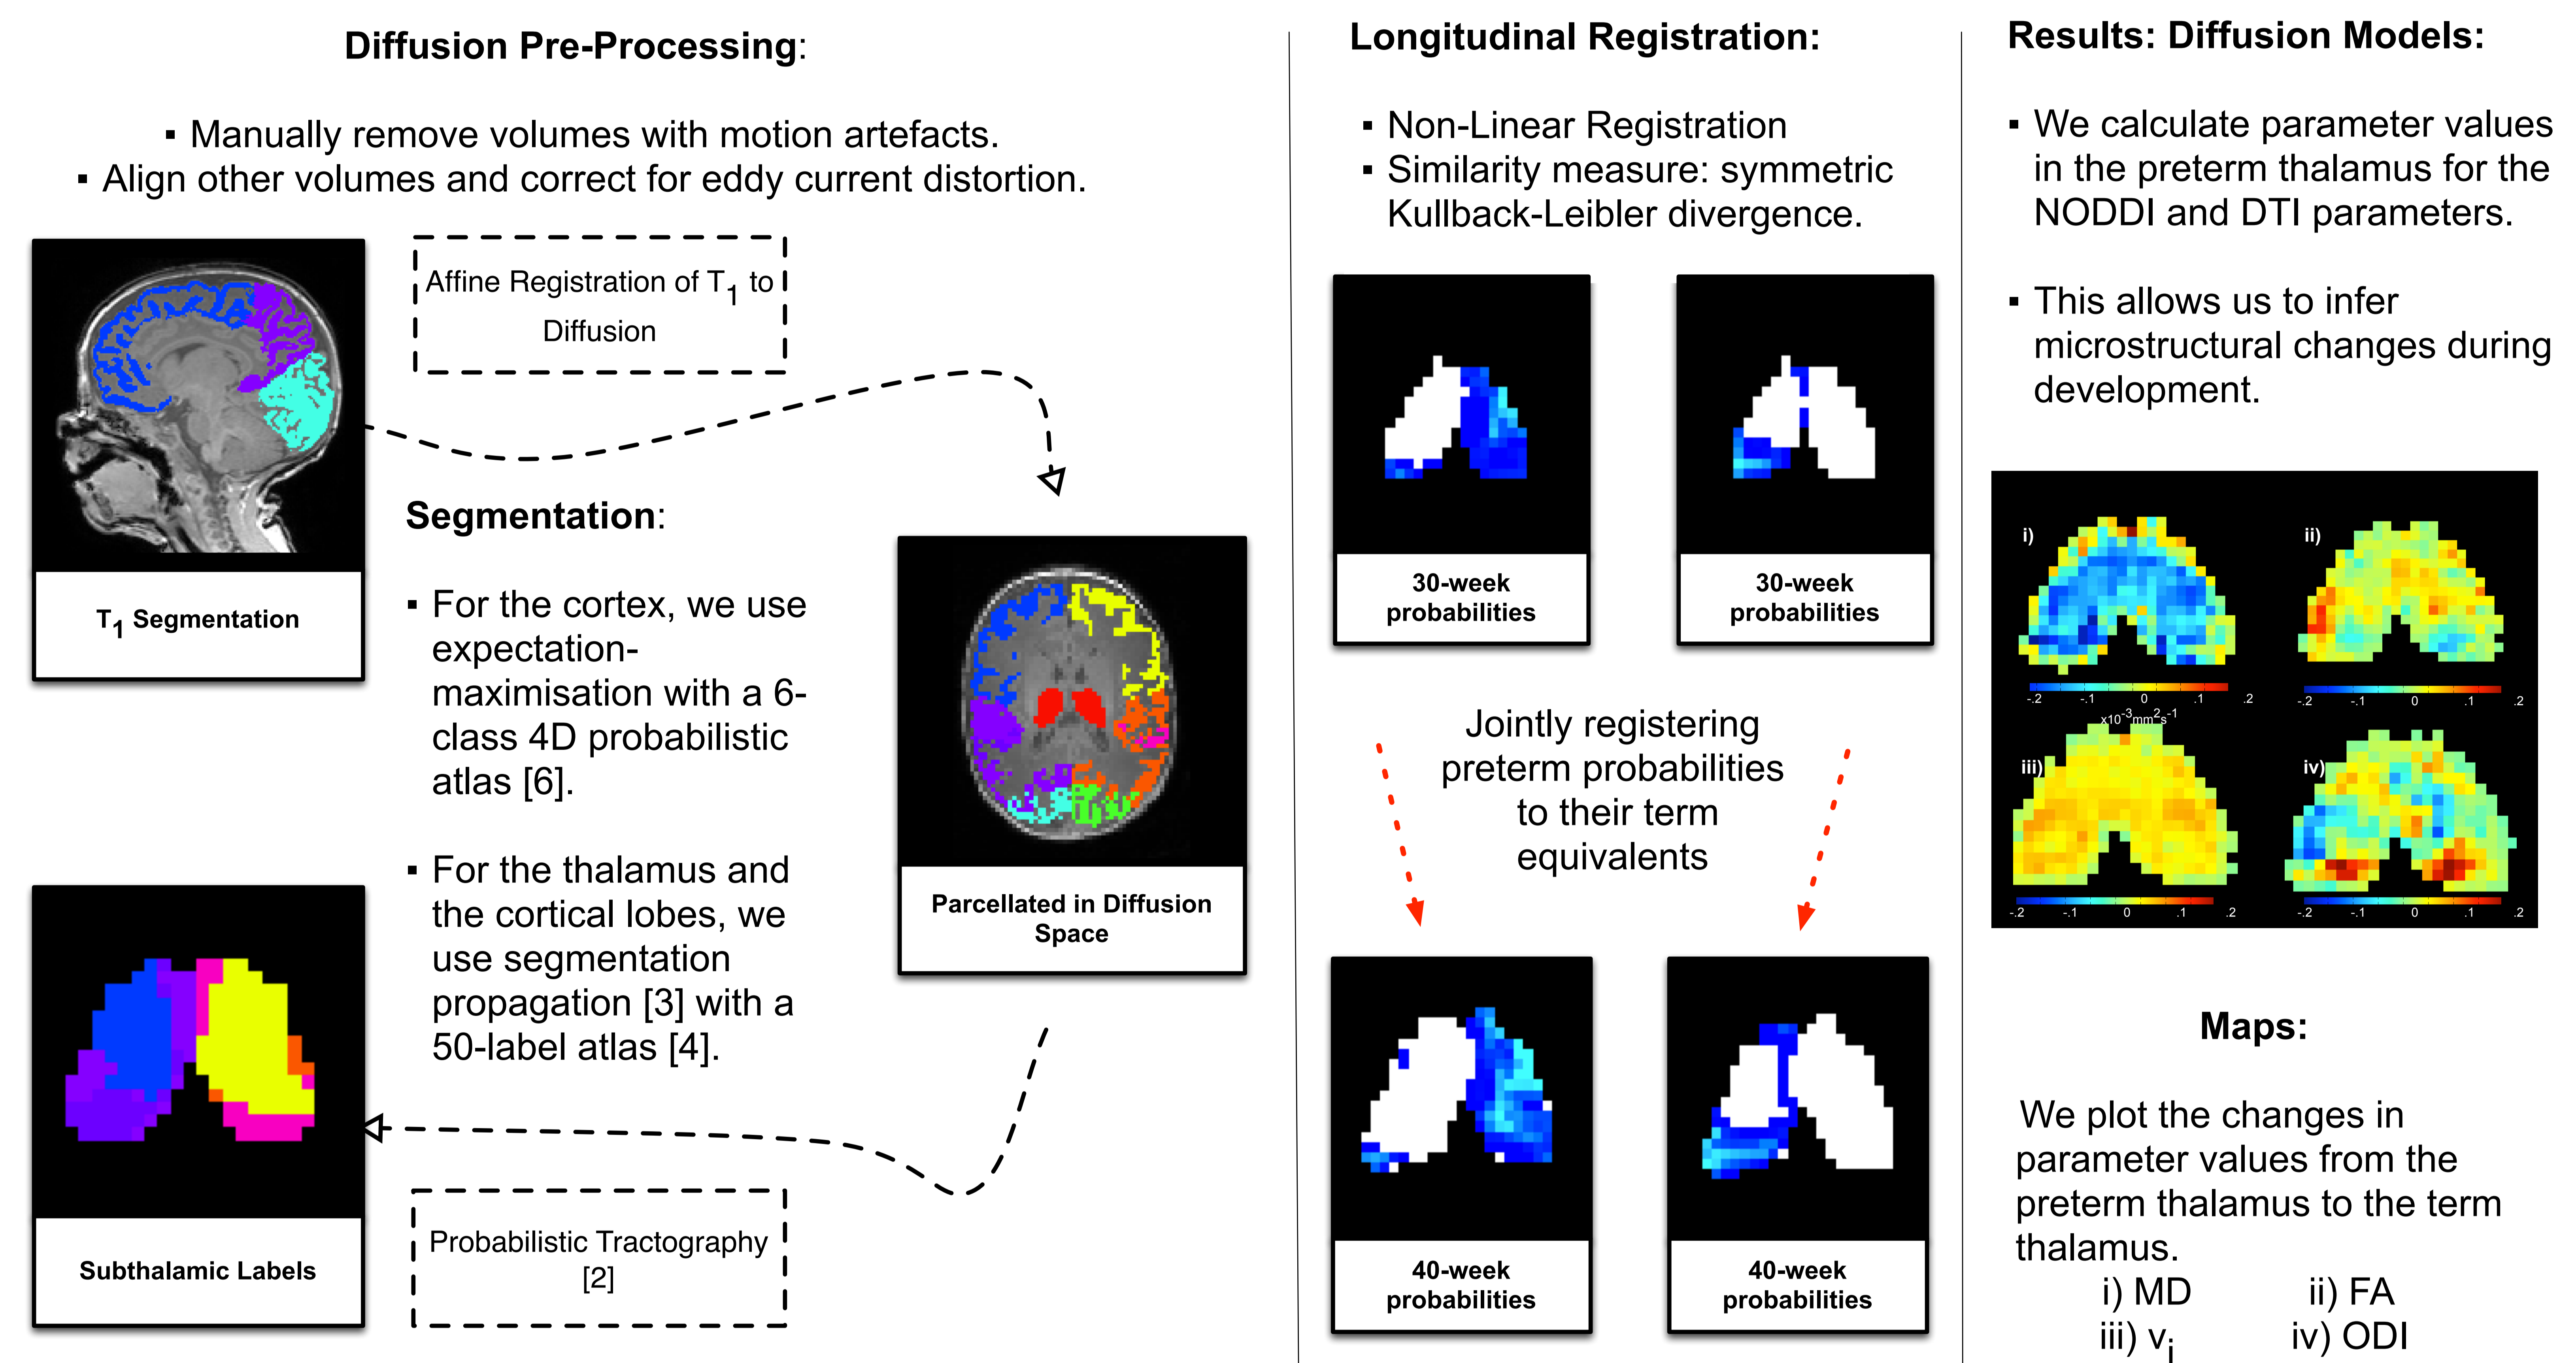 Diffusion Pre-Processing:
▪ Manually remove volumes with motion artefacts.
▪ Align other volumes and correct for eddy current distortion.
Affine Registration of T1 to
Diffusion
T1 Segmentation
Segmentation:
▪ For the cortex, we use
expectation-
maximisation with a 6-
class 4D probabilistic
atlas [6].
▪ For the thalamus and
the cortical lobes, we
use segmentation
propagation [3] with a
50-label atlas [4].
Parcellated in Diffusion
Space
Subthalamic Labels
Probabilistic Tractography
[2]
Longitudinal Registration:
▪ Non-Linear Registration
▪ Similarity measure: symmetric
Kullback-Leibler divergence.
30-week
probabilities
30-week
probabilities
Jointly registering
preterm probabilities
to their term
equivalents
40-week
probabilities
40-week
probabilities
Results: Diffusion Models:
▪ We calculate parameter values
in the preterm thalamus for the
NODDI and DTI parameters.
▪ This allows us to infer
microstructural changes during
development.
i)
ii)
-.2 -.1 0 .1 .2
x10-3mm2s-1
-.2 -.1 0 .1 .2
iii)
iv)
-.2 -.1 0 .1 .2
-.2 -.1 0 .1 .2
Maps:
We plot the changes in
parameter values from the
preterm thalamus to the term
thalamus.
i) MD ii) FA
iii) vi iv) ODI